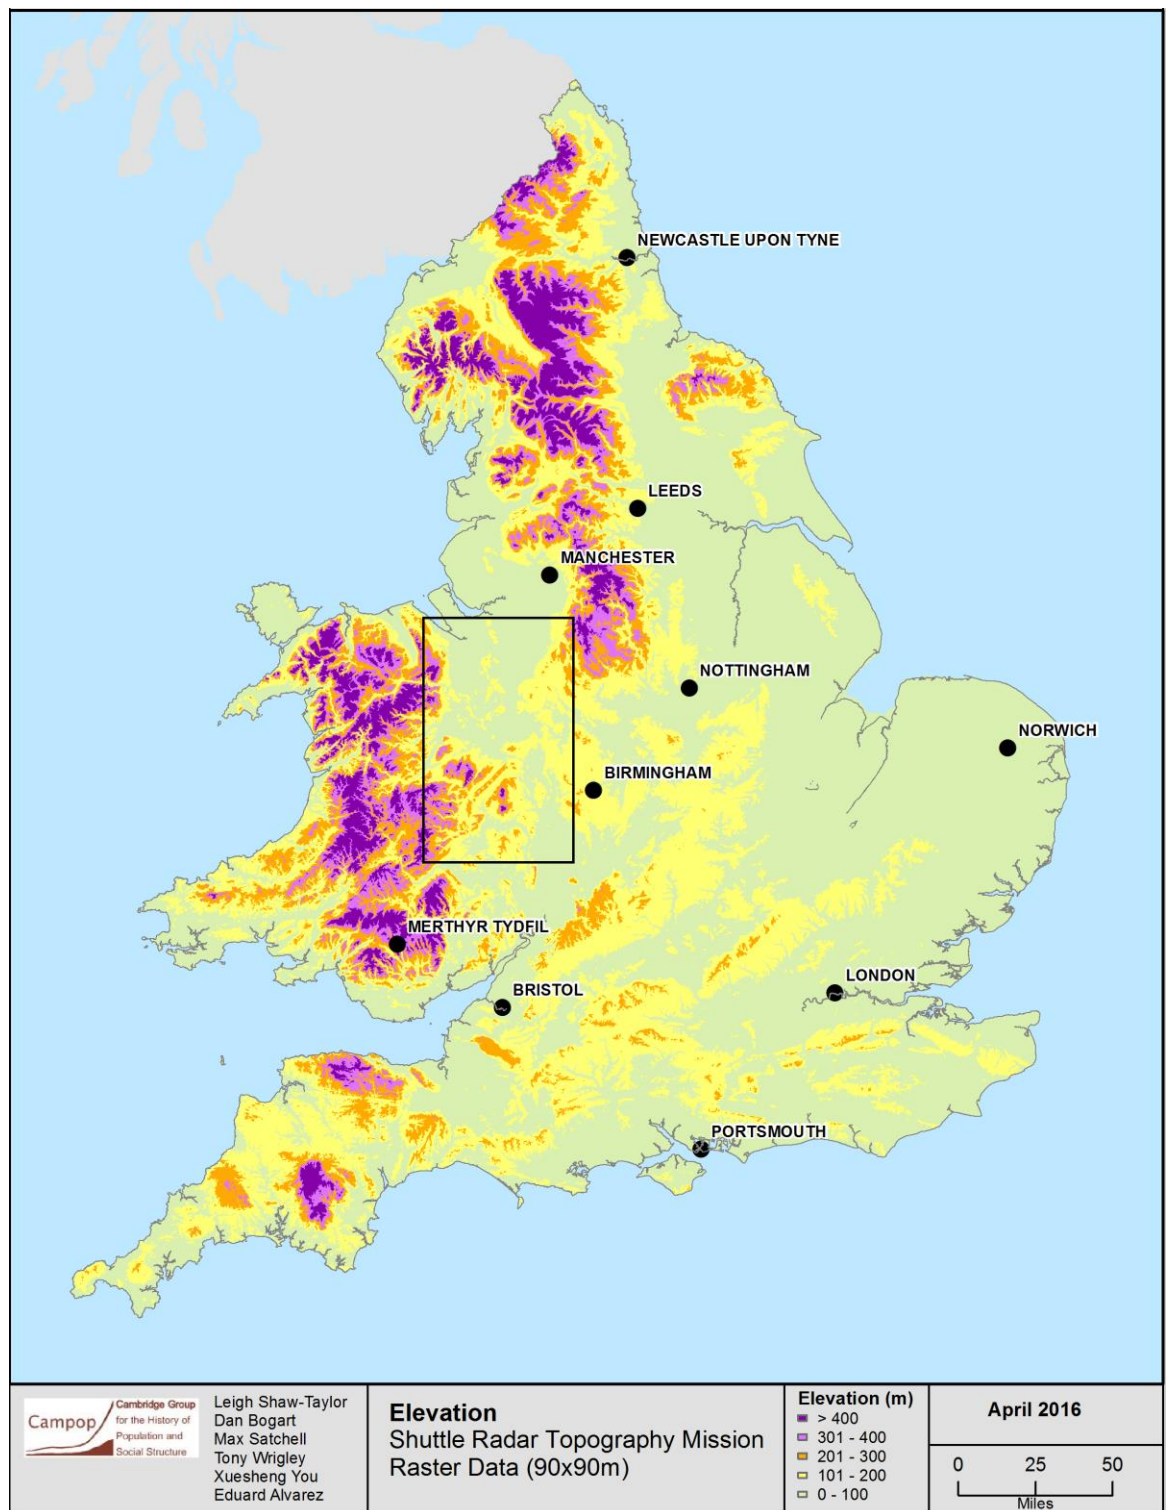 NEWCASTLE UPON TYNE
LEEDS
MANCHESTER
NOTTINGHAM
NORWICH
BIRMINGHAM
MERTHYR TYDFIL
LONDON
BRISTOL
PORTSMOUTH
Campop
Cambridge Group
for the History of
Population and
Social Structure
Leigh Shaw-Taylor
Dan Bogart
Max Satchell
Tony Wrigley
Xuesheng You
Eduard Alvarez
Elevation
Shuttle Radar Topography Mission
Raster Data (90x90m)
Elevation (m)
> 400
301 - 400
201 - 300
101 - 200
0 - 100
April 2016
0 25 50
Miles